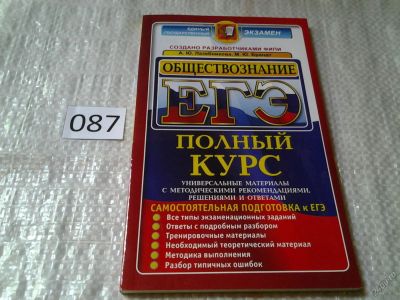 ЕДИНЫЙ
ГОСУДАРСТВЕННЫЙ
ЭКЗАМЕН
СОЗДАНО РАЗРАБОТЧИКАМИ ФИПИ
А. Ю. Лазебникова, М. Ю. Брандт
ОБЩЕСТВОЗНАНИЕ
ЕГЭ
087
ПОЛНЫЙ
КУРС
УНИВЕРСАЛЬНЫЕ МАТЕРИАЛЫ
С МЕТОДИЧЕСКИМИ РЕКОМЕНДАЦИЯМИ,
РЕШЕНИЯМИ И ОТВЕТАМИ
САМОСТОЯТЕЛЬНАЯ ПОДГОТОВКА К ЕГЭ
Все типы экзаменационных заданий
Ответы с подробным разбором
Тренировочные материалы
Необходимый теоретический материал
Методика выполнения
Разбор типичных ошибок